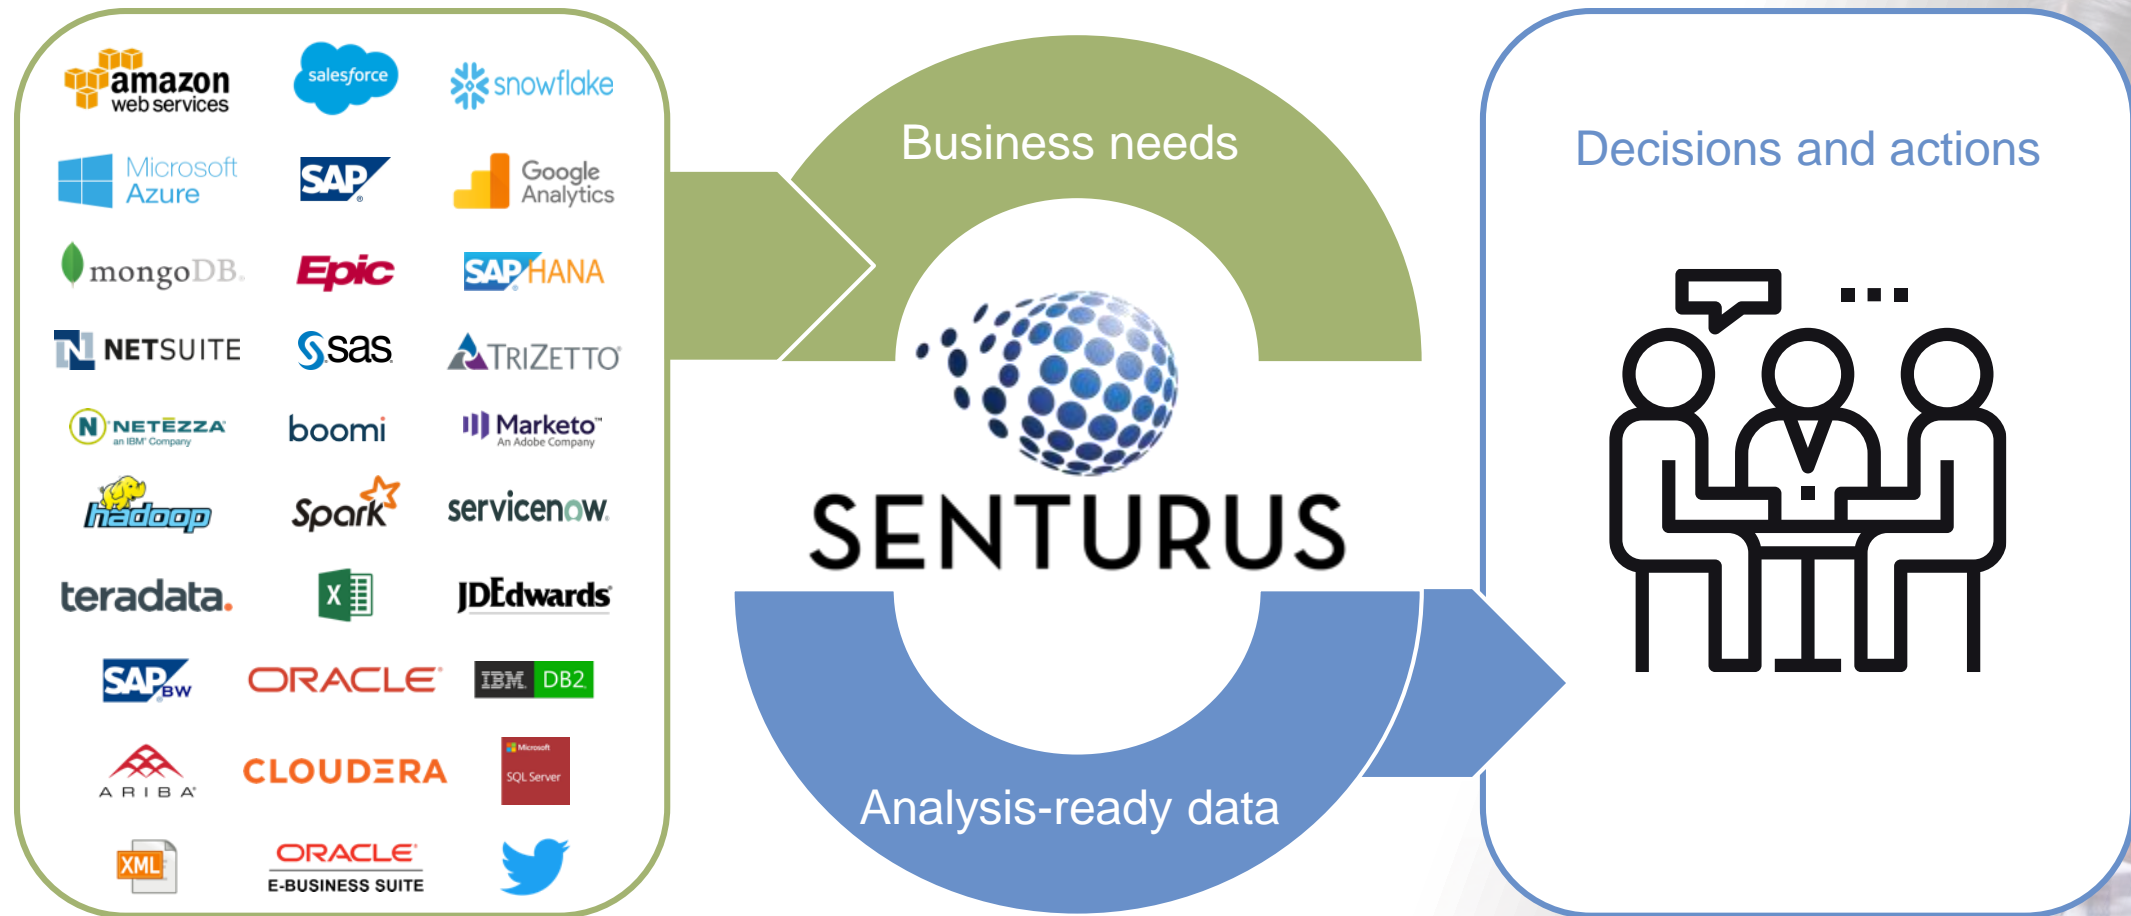 amazon
web services
salesforce
snowflake
Microsoft
Azure
SAP
Google
Analytics
mongoDB
Epic
SAP HANA
N NETSUITE
sas
TRIZETTO
N NETEZZA
an IBM Company
boomi
Marketo™
An Adobe Company
hadoop
Spark
servicenow
teradata.
X
JDEdwards
SAP BW
ORACLE
IBM DB2
ARIBA
CLOUDERA
Microsoft
SQL Server
XML
ORACLE
E-BUSINESS SUITE
Business needs
SENTURUS
Analysis-ready data
Decisions and actions